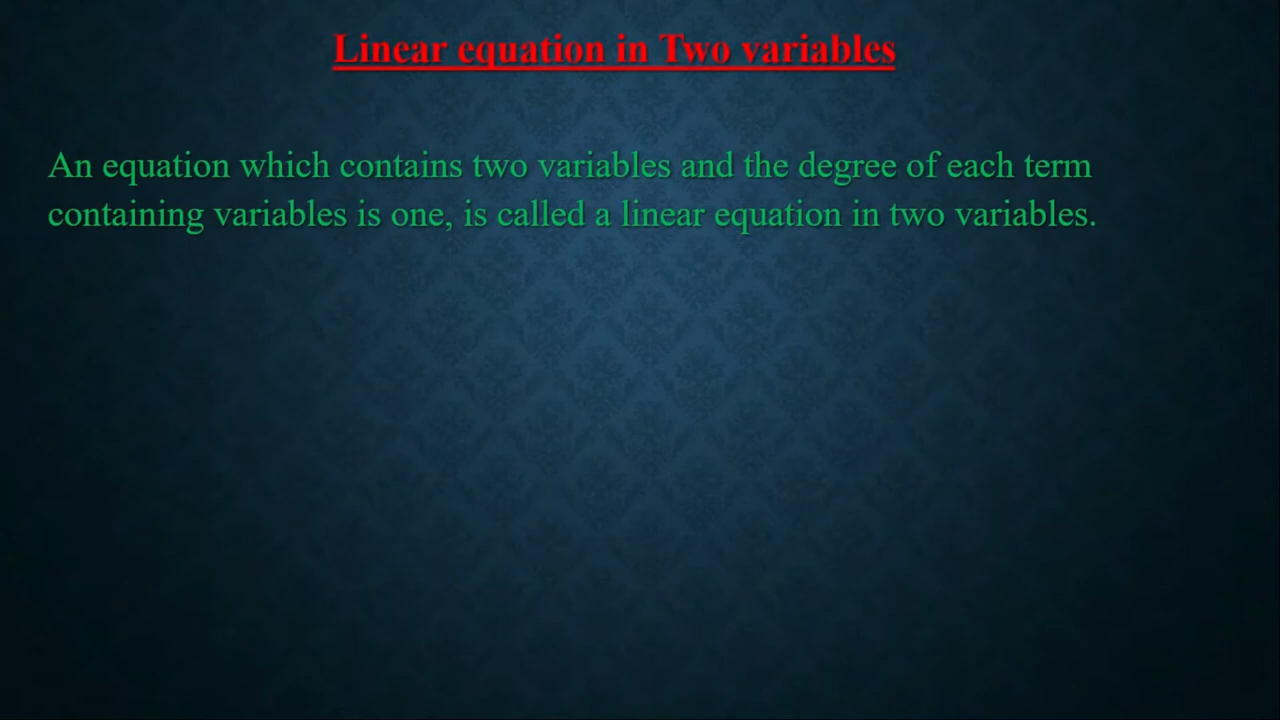 Linear equation in Two variables
An equation which contains two variables and the degree of each term
containing variables is one, is called a linear equation in two variables.